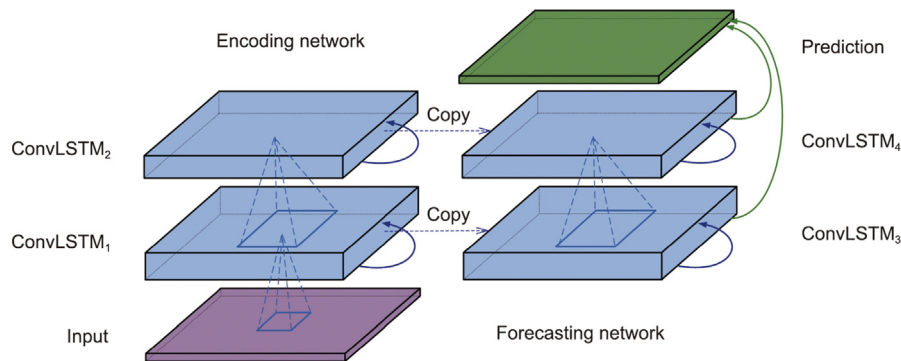 Encoding network
Prediction
Copy
ConvLSTM₂
ConvLSTM₄
Copy
ConvLSTM₁
ConvLSTM₃
Input
Forecasting network